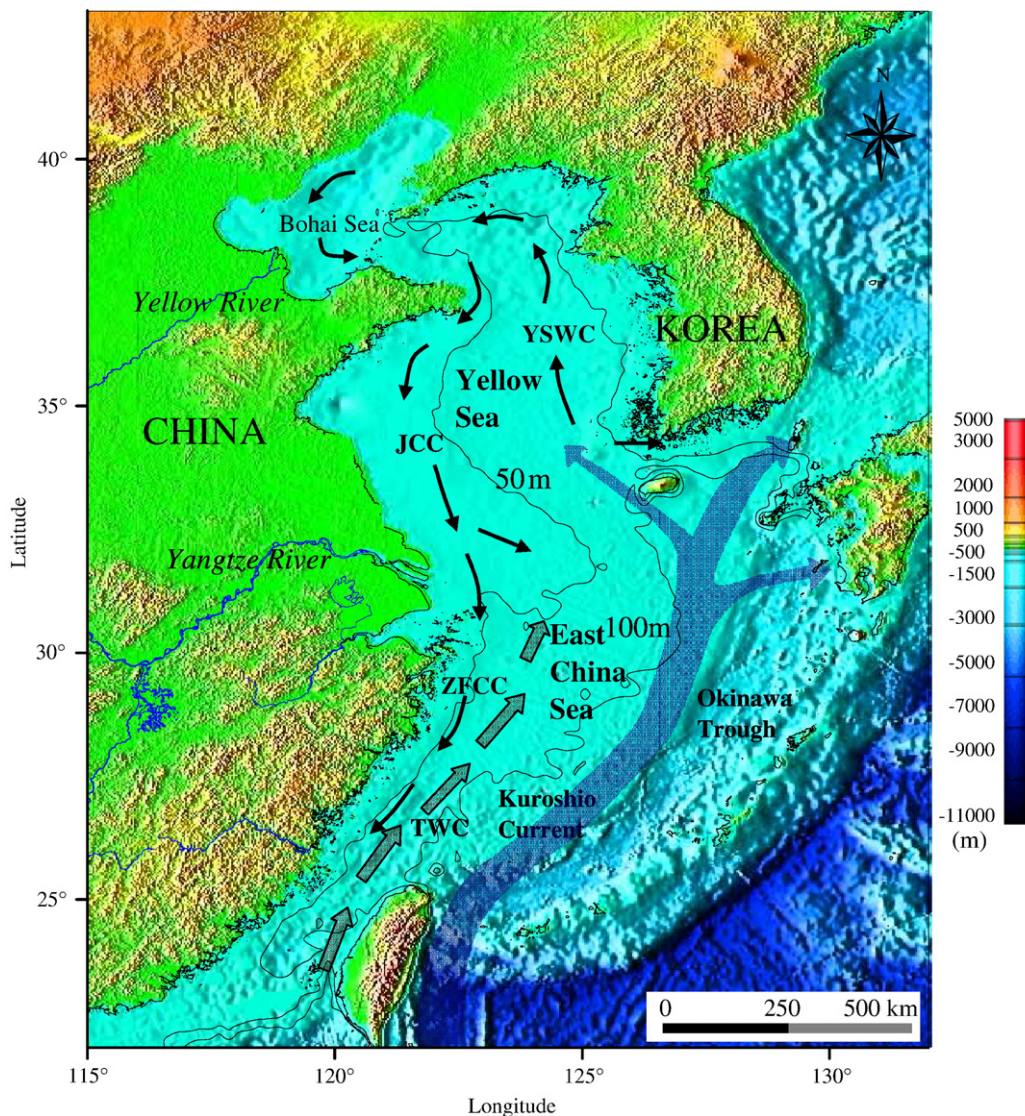 N
40°
35°
30°
25°
Latitude
115°
120°
125°
130°
Longitude
Bohai Sea
Yellow River
YSWC
KOREA
Yellow
Sea
CHINA
JCC
50 m
Yangtze River
East
China
Sea
100m
ZFCC
Okinawa
Trough
Kuroshio
Current
TWC
0 250 500 km
5000
3000
2000
1000
500
-500
-1500
-3000
-5000
-7000
-9000
-11000
(m)